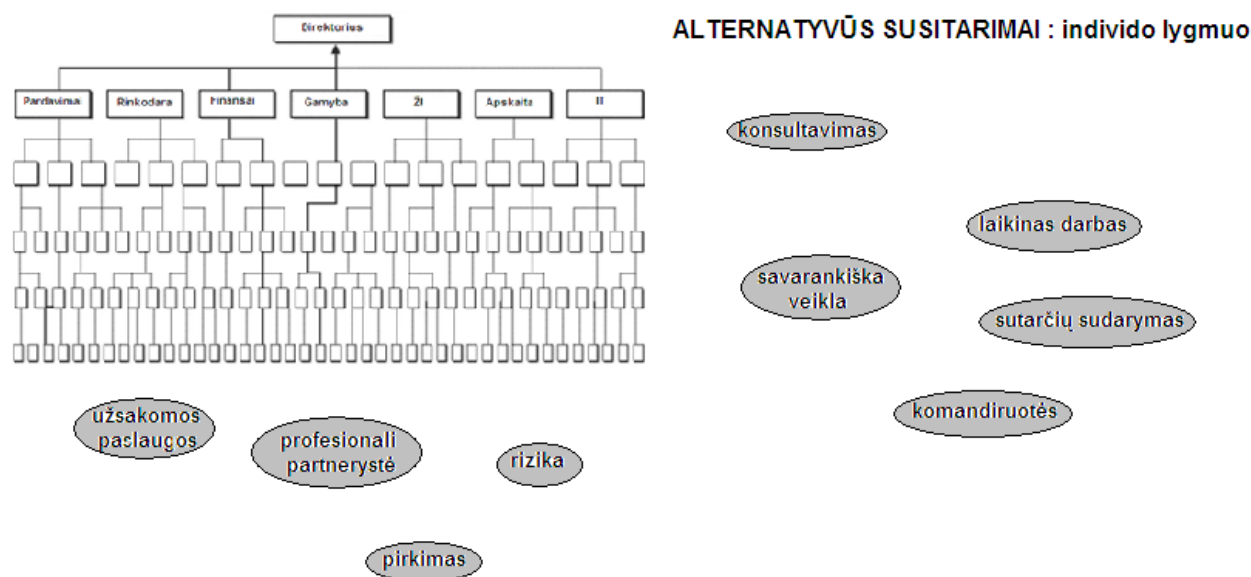 Direktorius
ALTERNATYVŪS SUSITARIMAI : individo lygmuo
Pardavimai
Rinkodara
Finansai
Gamyba
ŽI
Apskaita
konsultavimas
laikinas darbas
savarankiška
veikla
sutarčių sudarymas
komandiruotės
užsakomos
paslaugos
profesionali
partnerystė
rizika
pirkimas